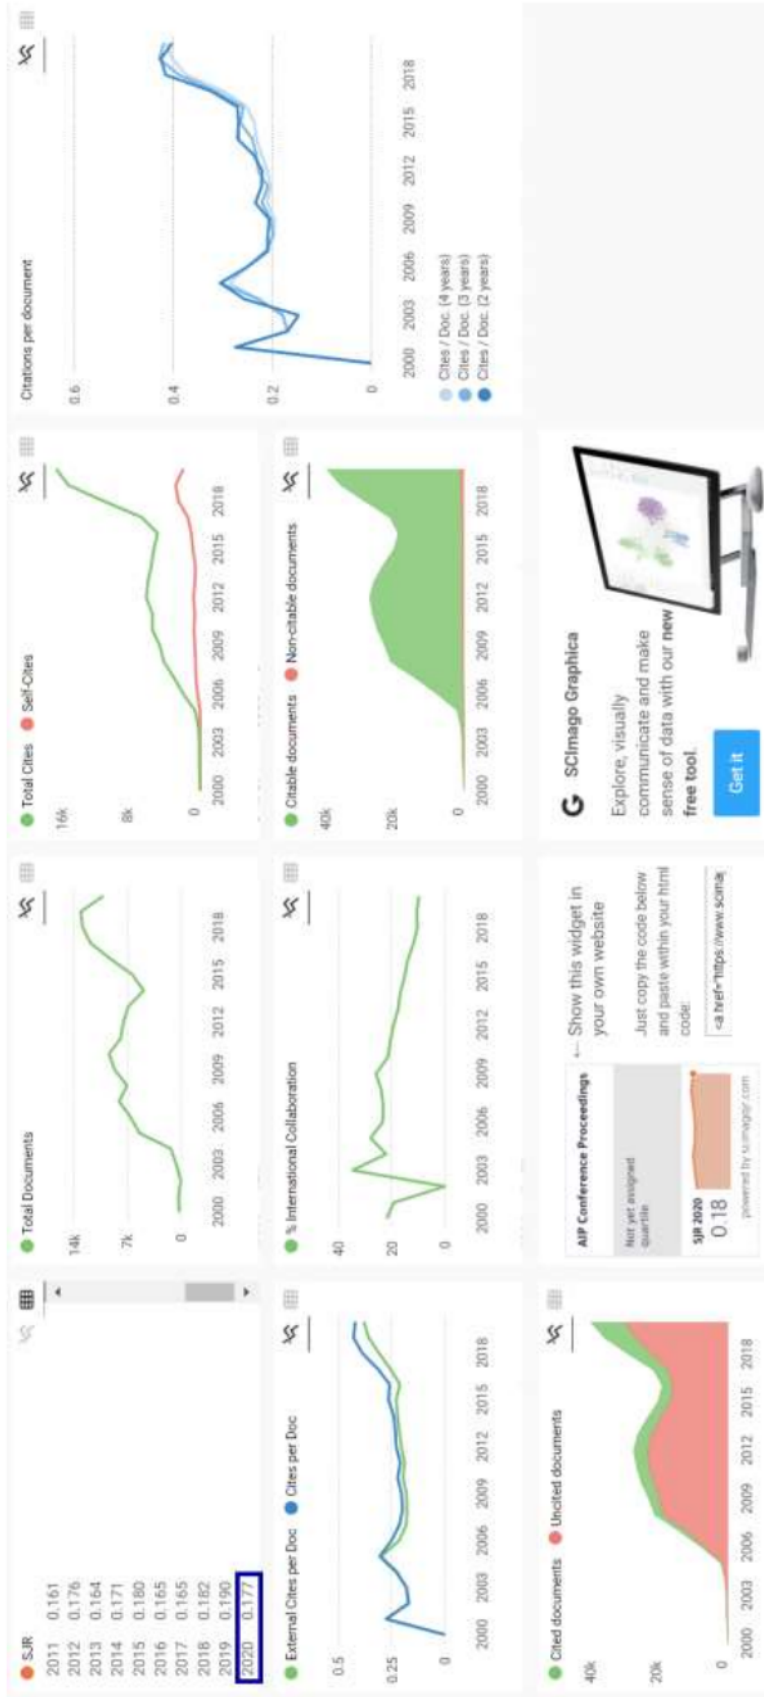 SJR
2011 0.161
2012 0.176
2013 0.164
2014 0.171
2015 0.180
2016 0.165
2017 0.165
2018 0.182
2019 0.190
2020 0.177
Total Documents
14k
7k
0
2000 2003 2006 2009 2012 2015 2018
Total Cites Self-Cites
16k
8k
0
2000 2003 2006 2009 2012 2015 2018
Citations per document
0.6
0.4
0.2
0
2000 2003 2006 2009 2012 2015 2018
Cites / Doc. (4 years)
Cites / Doc. (3 years)
Cites / Doc. (2 years)
External Cites per Doc Cites per Doc
0.5
0.25
0
2000 2003 2006 2009 2012 2015 2018
% International Collaboration
40
20
0
2000 2003 2006 2009 2012 2015 2018
Citable documents Non-citable documents
40k
20k
0
2000 2003 2006 2009 2012 2015 2018
Cited documents Uncited documents
40k
20k
0
2000 2003 2006 2009 2012 2015 2018
AIP Conference Proceedings
Not yet assigned
quartile
SJR 2020
0.18
powered by scimagojr.com
← Show this widget in
your own website
Just copy the code below
and paste within your html
code:
<a href="https://www.scimag
SCImago Graphica
Explore, visually
communicate and make
sense of data with our new
free tool.
Get it